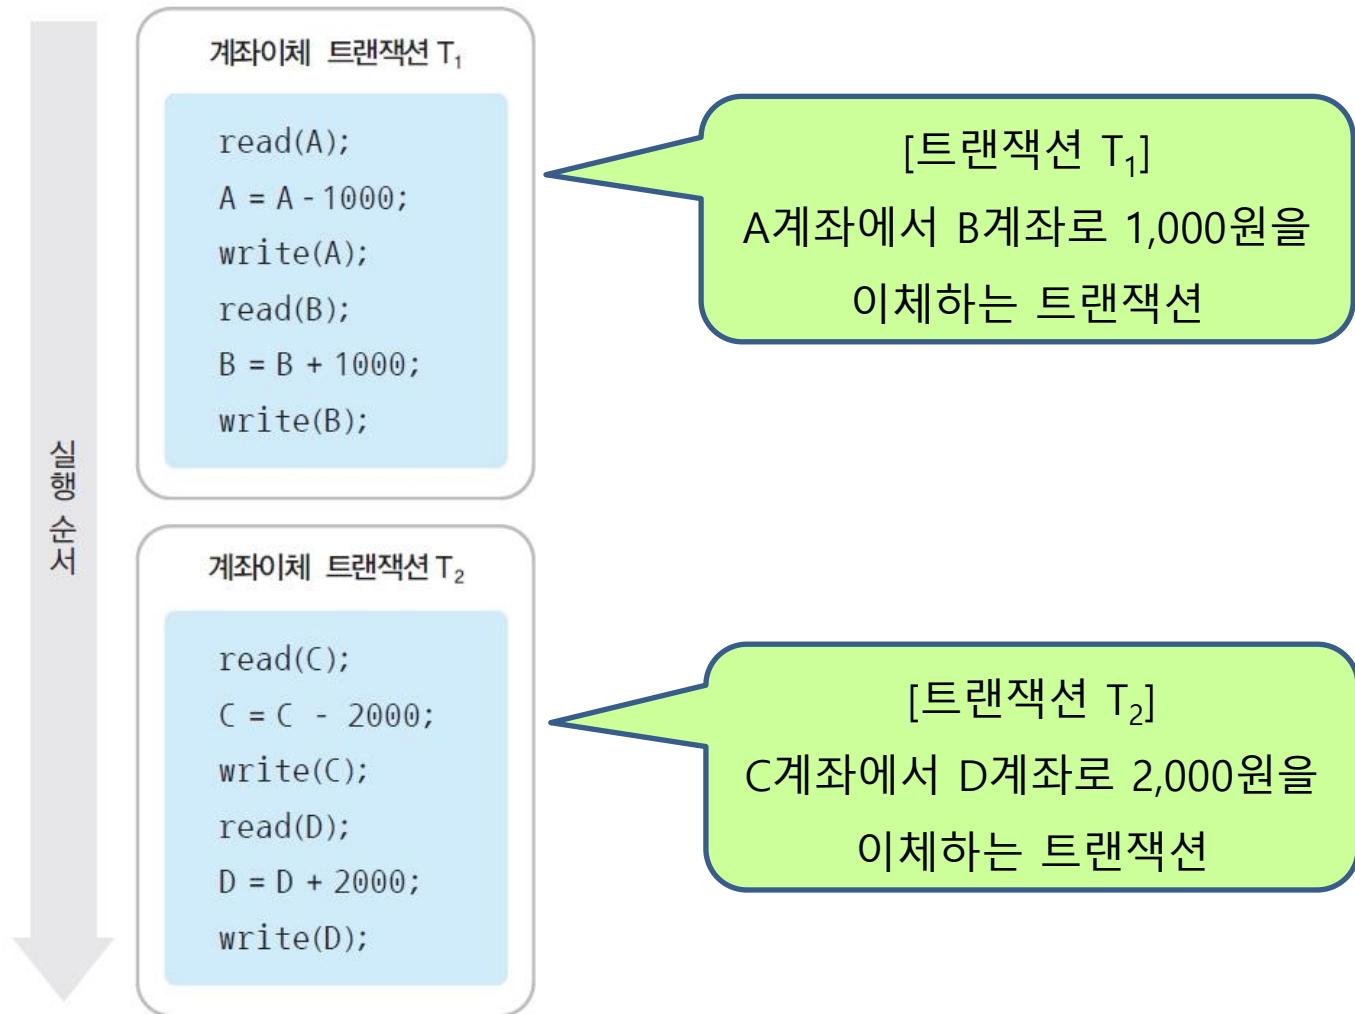 실행 순서
계좌이체 트랜잭션 T₁
read(A);
A = A - 1000;
write(A);
read(B);
B = B + 1000;
write(B);
[트랜잭션 T₁]
A계좌에서 B계좌로 1,000원을
이체하는 트랜잭션
계좌이체 트랜잭션 T₂
read(C);
C = C - 2000;
write(C);
read(D);
D = D + 2000;
write(D);
[트랜잭션 T₂]
C계좌에서 D계좌로 2,000원을
이체하는 트랜잭션